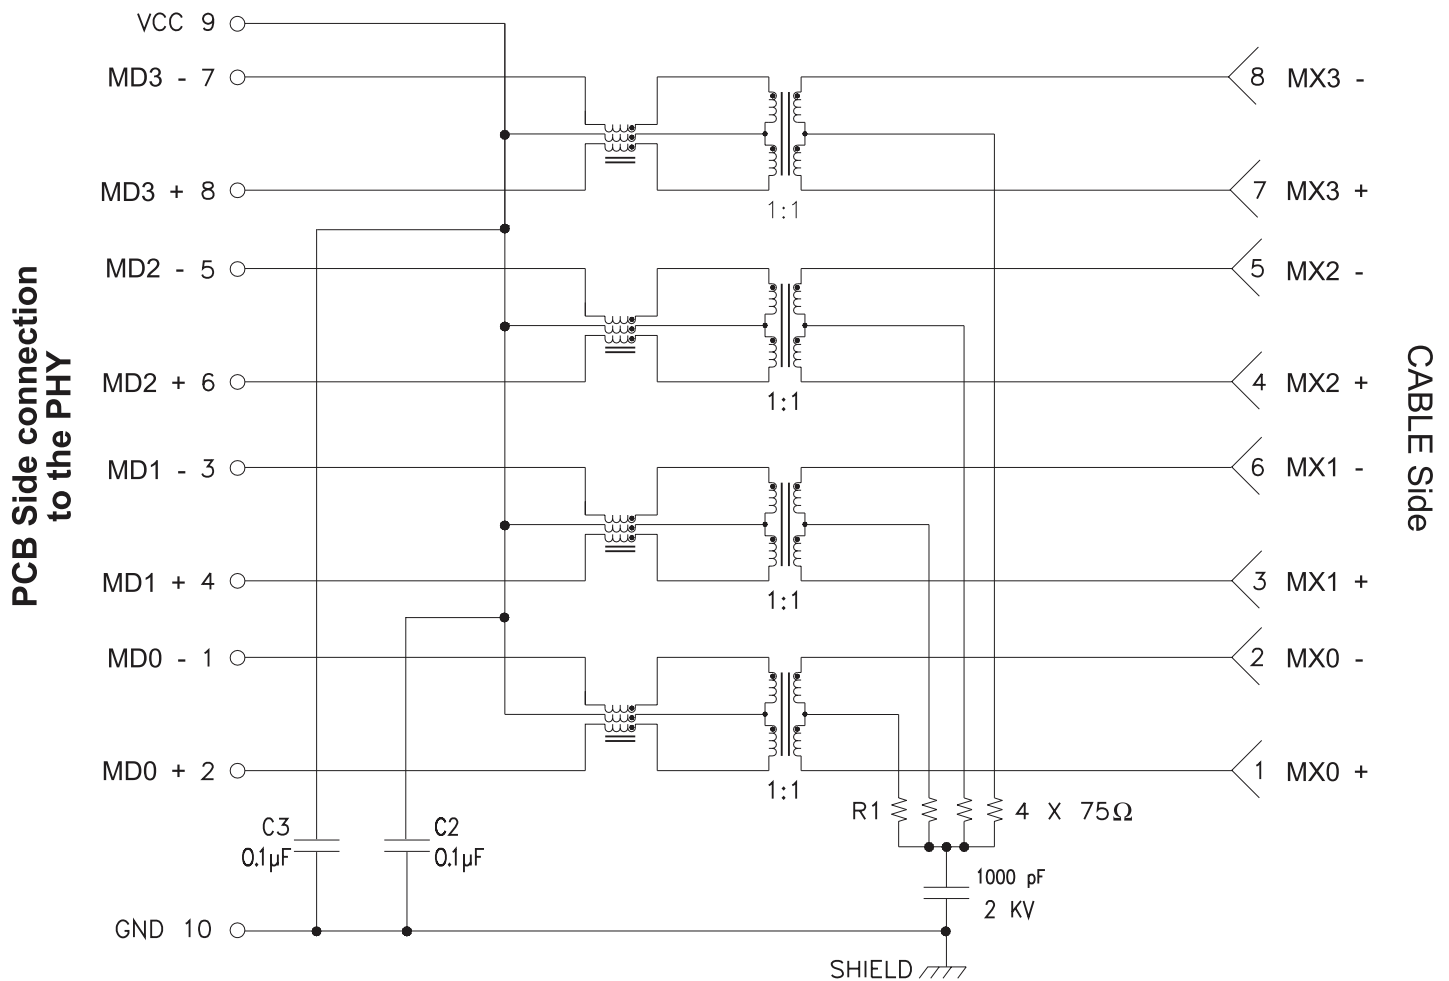 VCC 9
MD3 - 7
8 MX3 -
MD3 + 8
7 MX3 +
1:1
MD2 - 5
5 MX2 -
MD2 + 6
4 MX2 +
1:1
MD1 - 3
6 MX1 -
MD1 + 4
3 MX1 +
1:1
MD0 - 1
2 MX0 -
MD0 + 2
1 MX0 +
1:1
PCB Side connection
to the PHY
CABLE Side
R1 4 X 75Ω
C3
0.1µF
C2
0.1µF
1000 pF
2 KV
GND 10
SHIELD